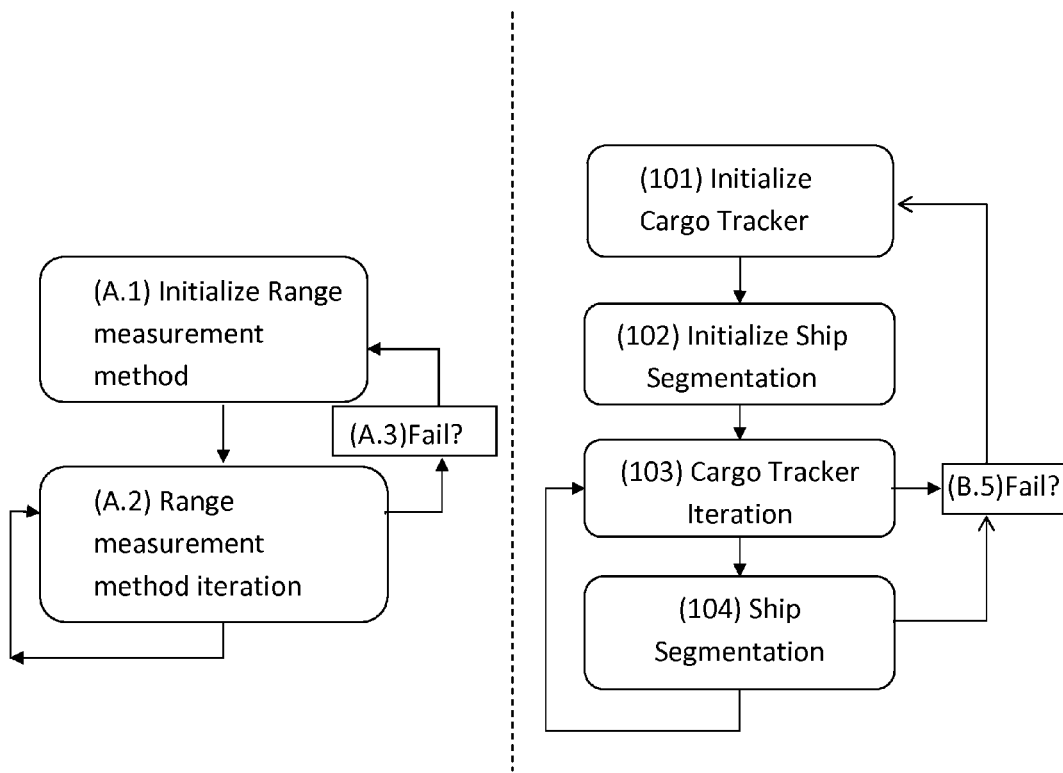 (A.1) Initialize Range
measurement
method
(A.3)Fail?
(A.2) Range
measurement
method iteration
(101) Initialize
Cargo Tracker
(102) Initialize Ship
Segmentation
(103) Cargo Tracker
Iteration
(B.5)Fail?
(104) Ship
Segmentation